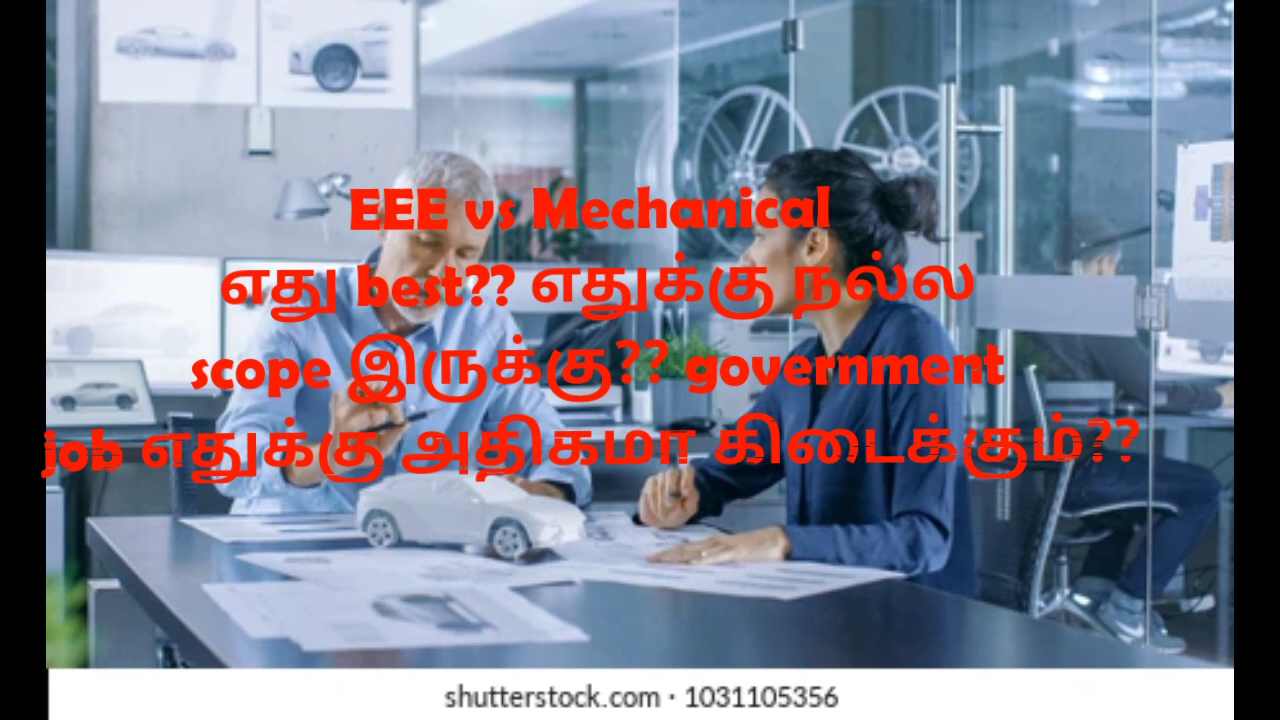 EEE vs Mechanical
எது best?? எதுக்கு நல்ல
scope இருக்கு?? government
job எதுக்கு அதிகமா கிடைக்கும்??
shutterstock.com · 1031105356